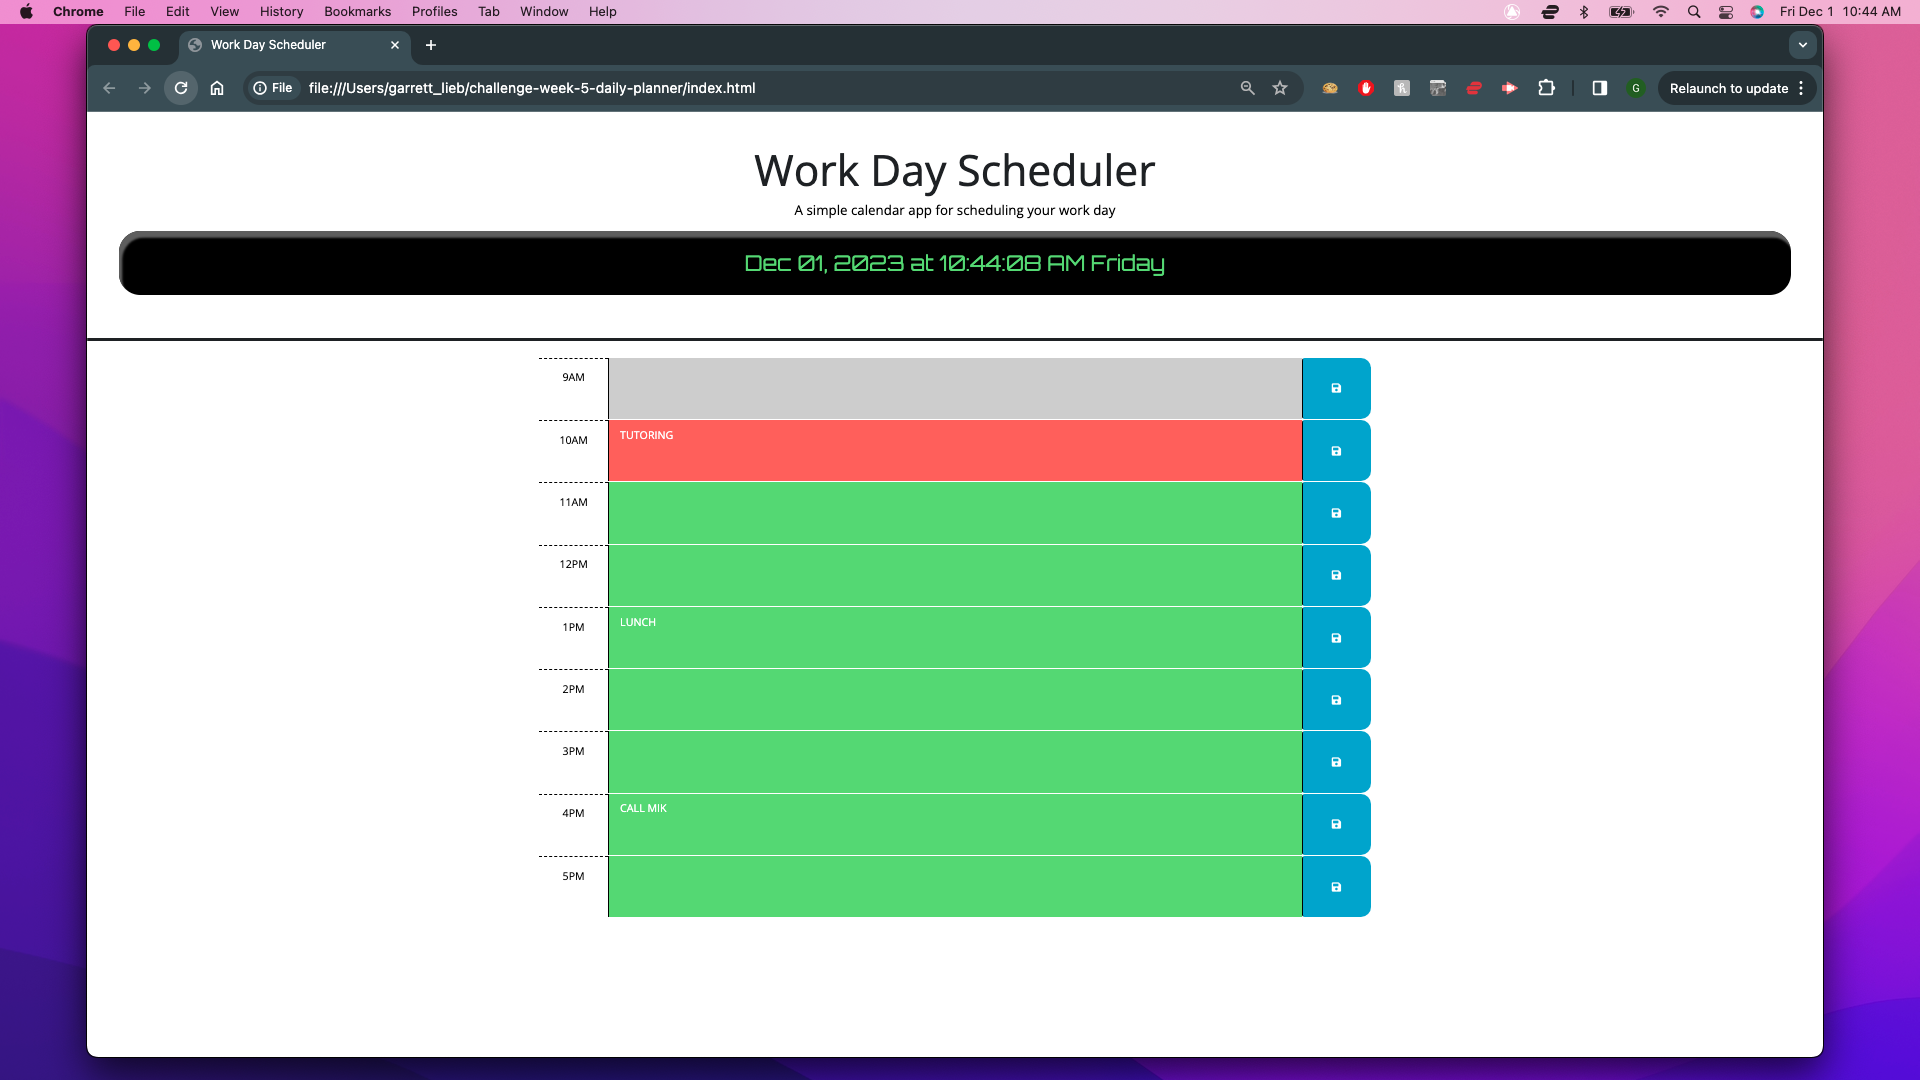 Chrome File Edit View History Bookmarks Profiles Tab Window Help Fri Dec 1 10:44 AM
Work Day Scheduler
File file:///Users/garrett_lieb/challenge-week-5-daily-planner/index.html G Relaunch to update
Work Day Scheduler
A simple calendar app for scheduling your work day
Dec 01, 2023 at 10:44:08 AM Friday
9AM
10AM TUTORING
11AM
12PM
1PM LUNCH
2PM
3PM
4PM CALL MIK
5PM